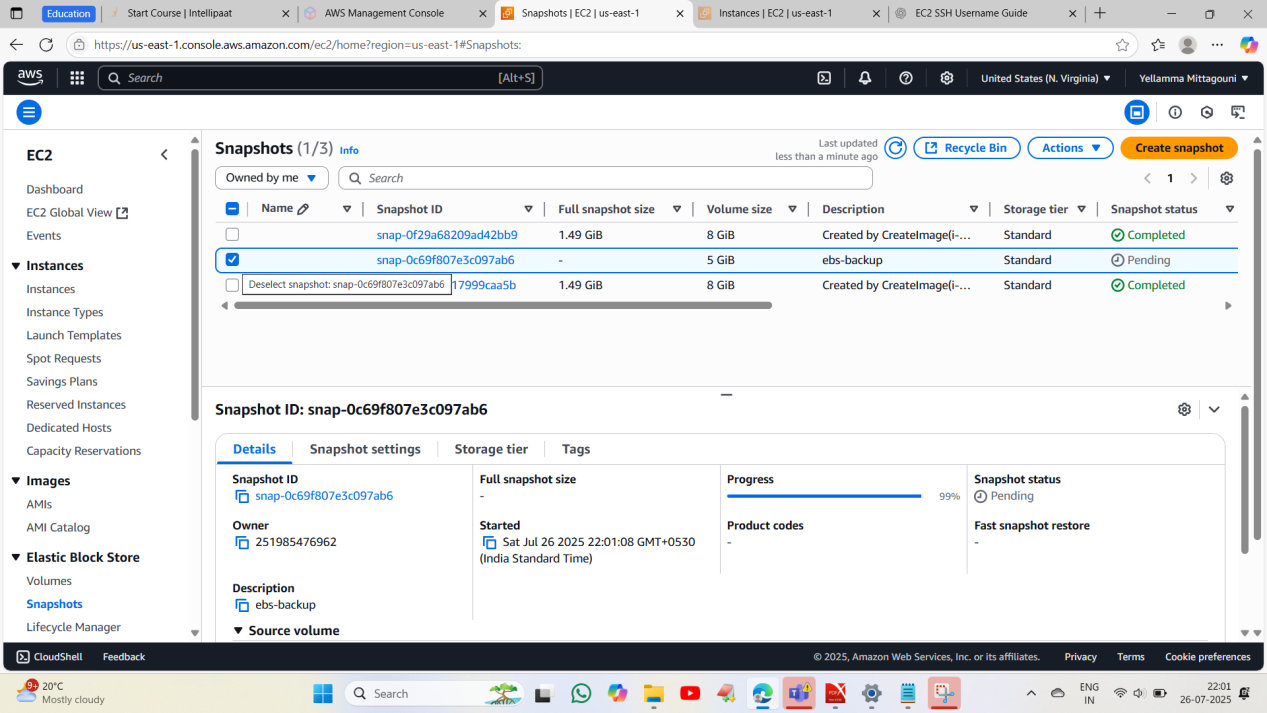 Education
Start Course | Intellipaat
AWS Management Console
Snapshots | EC2 | us-east-1
Instances | EC2 | us-east-1
EC2 SSH Username Guide
https://us-east-1.console.aws.amazon.com/ec2/home?region=us-east-1#Snapshots:
aws
Search
[Alt+S]
United States (N. Virginia)
Yellamma Mittagouni
EC2
Dashboard
EC2 Global View
Events
Instances
Instances
Instance Types
Launch Templates
Spot Requests
Savings Plans
Reserved Instances
Dedicated Hosts
Capacity Reservations
Images
AMIs
AMI Catalog
Elastic Block Store
Volumes
Snapshots
Lifecycle Manager
Snapshots (1/3) Info
Last updated
less than a minute ago
Recycle Bin
Actions
Create snapshot
Owned by me
Search
1
Name Snapshot ID Full snapshot size Volume size Description Storage tier Snapshot status
snap-0f29a68209ad42bb9 1.49 GiB 8 GiB Created by CreateImage(i-... Standard Completed
snap-0c69f807e3c097ab6 - 5 GiB ebs-backup Standard Pending
17999caa5b 1.49 GiB 8 GiB Created by CreateImage(i-... Standard Completed
Deselect snapshot: snap-0c69f807e3c097ab6
Snapshot ID: snap-0c69f807e3c097ab6
Details Snapshot settings Storage tier Tags
Snapshot ID
snap-0c69f807e3c097ab6
Full snapshot size
-
Progress
99%
Snapshot status
Pending
Owner
251985476962
Started
Sat Jul 26 2025 22:01:08 GMT+0530
(India Standard Time)
Product codes
-
Fast snapshot restore
-
Description
ebs-backup
Source volume
CloudShell Feedback
© 2025, Amazon Web Services, Inc. or its affiliates. Privacy Terms Cookie preferences
9+
20°C
Mostly cloudy
Search
ENG
IN
22:01
26-07-2025